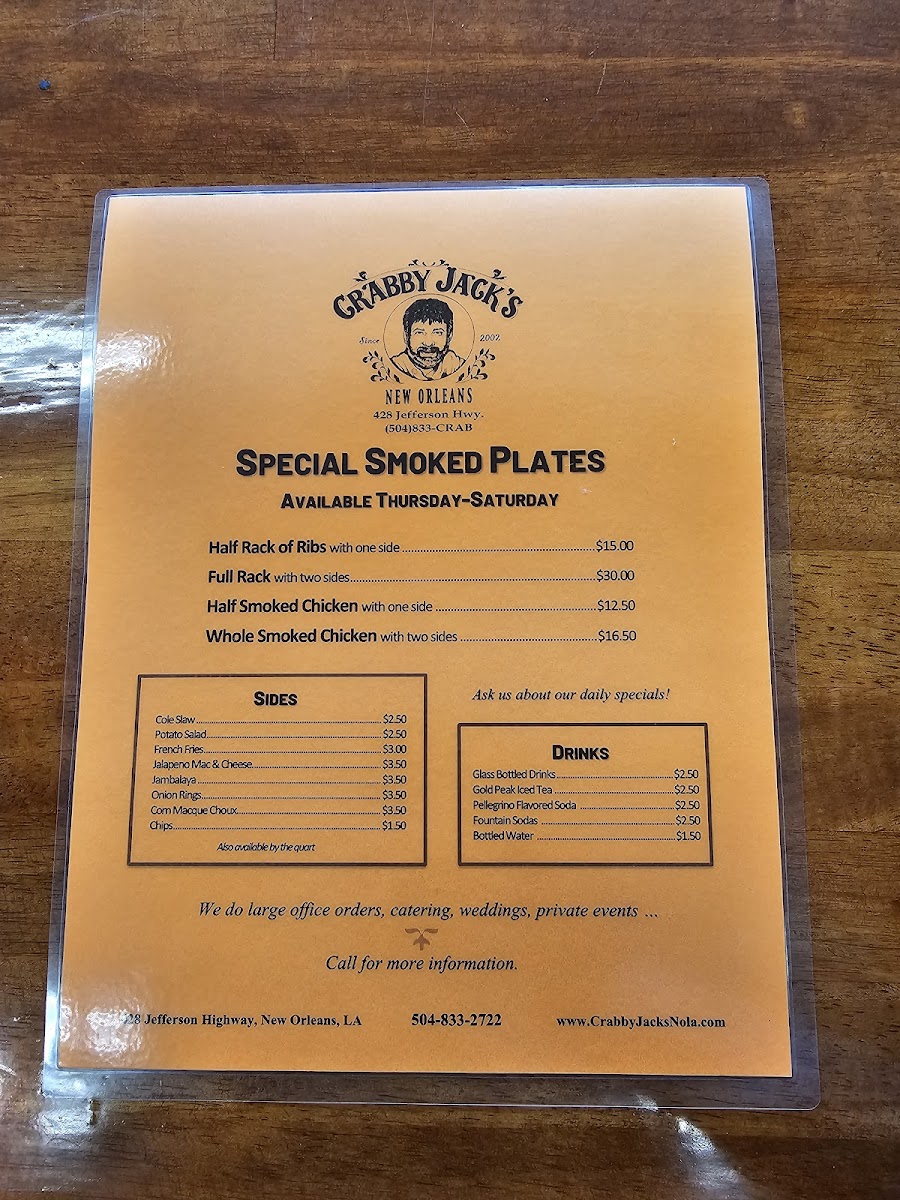 CRABBY JACK'S
Since 2002
NEW ORLEANS
428 Jefferson Hwy.
(504)833-CRAB
SPECIAL SMOKED PLATES
AVAILABLE THURSDAY-SATURDAY
Half Rack of Ribs with one side $15.00
Full Rack with two sides $30.00
Half Smoked Chicken with one side $12.50
Whole Smoked Chicken with two sides $16.50
SIDES
Cole Slaw $2.50
Potato Salad $2.50
French Fries $3.00
Jalapeno Mac & Cheese $3.50
Jambalaya $3.50
Onion Rings $3.50
Corn Macque Choux $3.50
Chips $1.50
Also available by the quart
Ask us about our daily specials!
DRINKS
Glass Bottled Drinks $2.50
Gold Peak Iced Tea $2.50
Pellegrino Flavored Soda $2.50
Fountain Sodas $2.50
Bottled Water $1.50
We do large office orders, catering, weddings, private events ...
Call for more information.
428 Jefferson Highway, New Orleans, LA 504-833-2722 www.CrabbyJacksNola.com